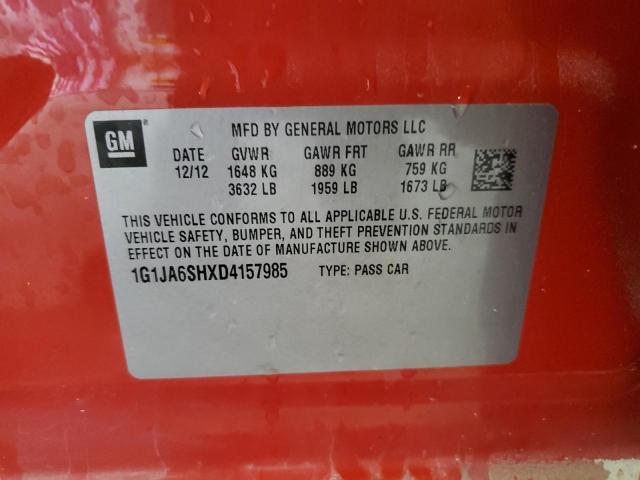 GM
MFD BY GENERAL MOTORS LLC
DATE GVWR GAWR FRT GAWR RR
12/12 1648 KG 889 KG 759 KG
3632 LB 1959 LB 1673 LB
THIS VEHICLE CONFORMS TO ALL APPLICABLE U.S. FEDERAL MOTOR
VEHICLE SAFETY, BUMPER, AND THEFT PREVENTION STANDARDS IN
EFFECT ON THE DATE OF MANUFACTURE SHOWN ABOVE.
1G1JA6SHXD4157985 TYPE: PASS CAR